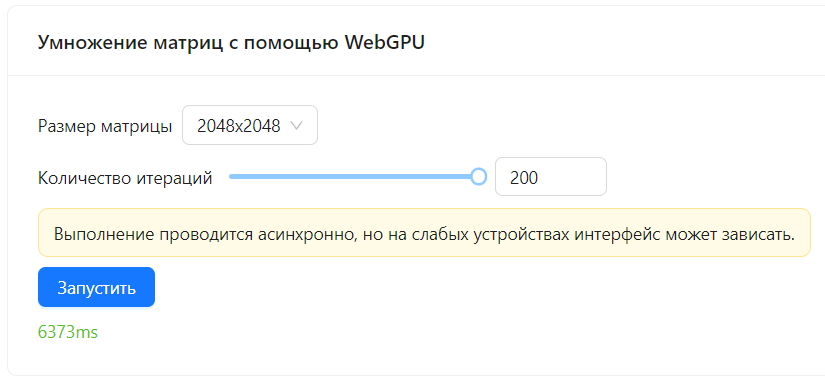 Умножение матриц с помощью WebGPU
Размер матрицы 2048x2048
Количество итераций 200
Выполнение проводится асинхронно, но на слабых устройствах интерфейс может зависать.
Запустить
6373ms